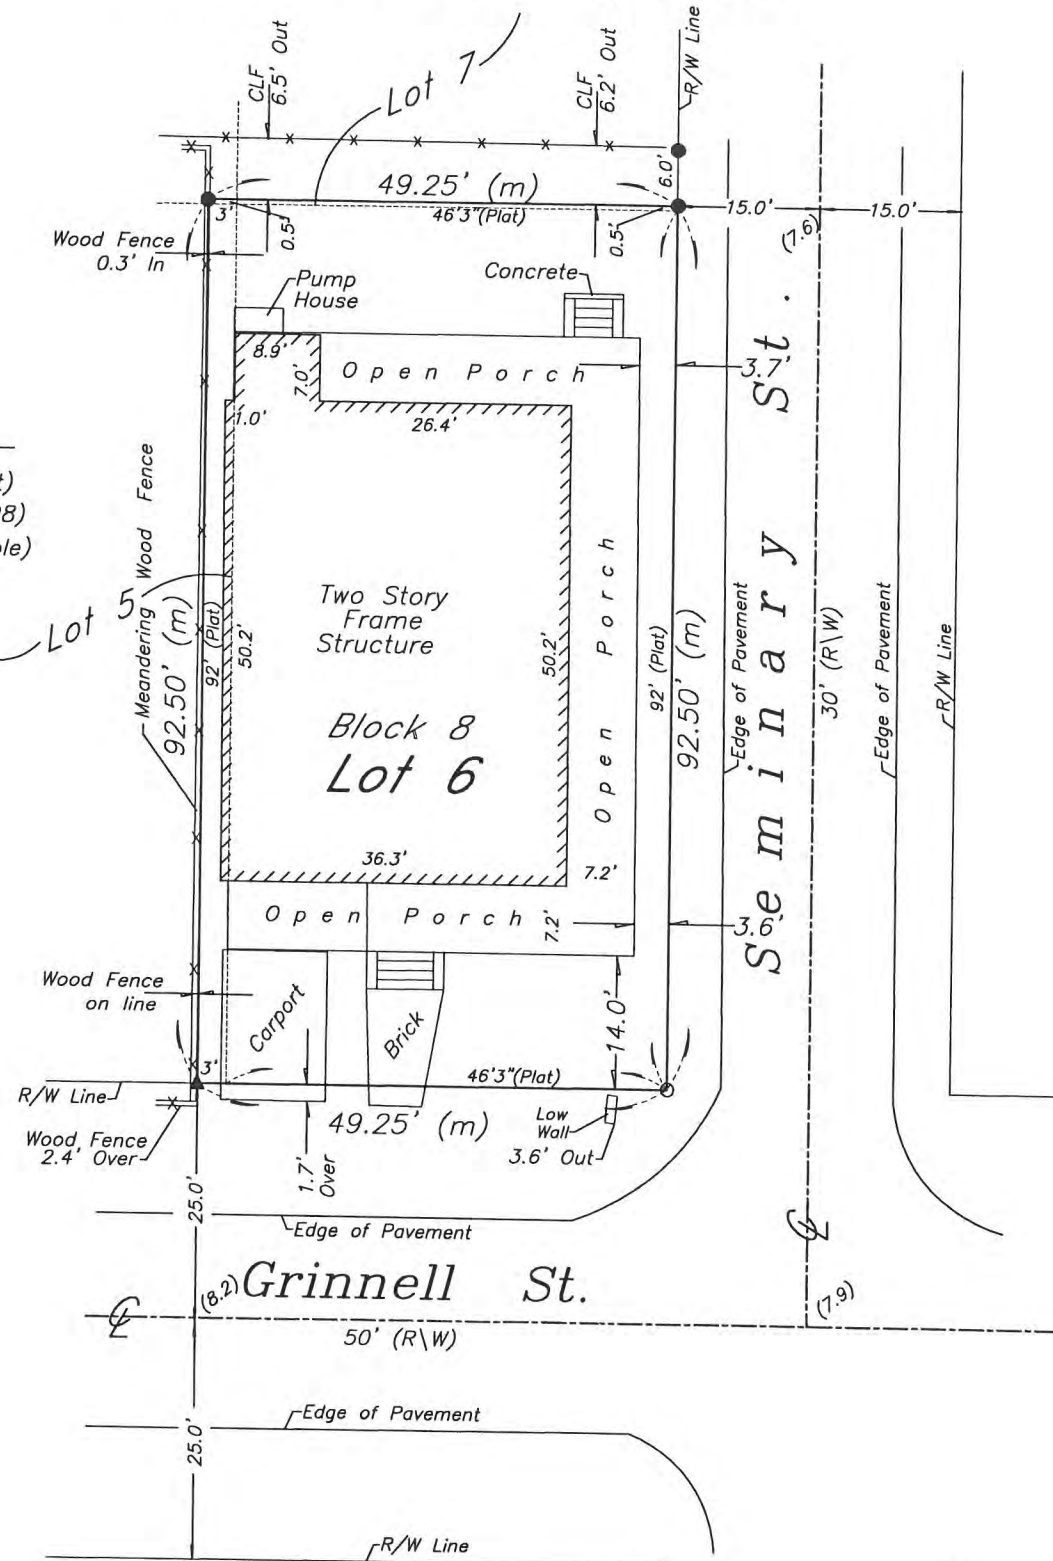 Lot 7
CLF
6.5' Out
CLF
6.2' Out
R/W Line
6.0'
49.25' (m)
46'3"(Plat)
3'
0.5'
0.5'
15.0'
15.0'
(7.6)
Wood Fence
0.3' In
Pump
House
Concrete
8.9'
7.0'
Open Porch
3.7'
1.0'
26.4'
t)
98)
ole)
Lot 5
Meandering Wood Fence
92.50' (m)
92' (Plat)
50.2'
Two Story
Frame
Structure
Block 8
Lot 6
50.2'
Open Porch
92' (Plat)
92.50' (m)
Edge of Pavement
Seminary St.
30' (R\W)
Edge of Pavement
R/W Line
36.3'
7.2'
Open Porch
7.2'
3.6'
Wood Fence
on line
Carport
Brick
14.0'
3'
46'3"(Plat)
R/W Line
49.25' (m)
Low
Wall
3.6' Out
Wood Fence
2.4' Over
1.7'
Over
25.0'
Edge of Pavement
(8.2)
Grinnell St.
℄
(7.9)
℄
50' (R\W)
25.0'
Edge of Pavement
R/W Line